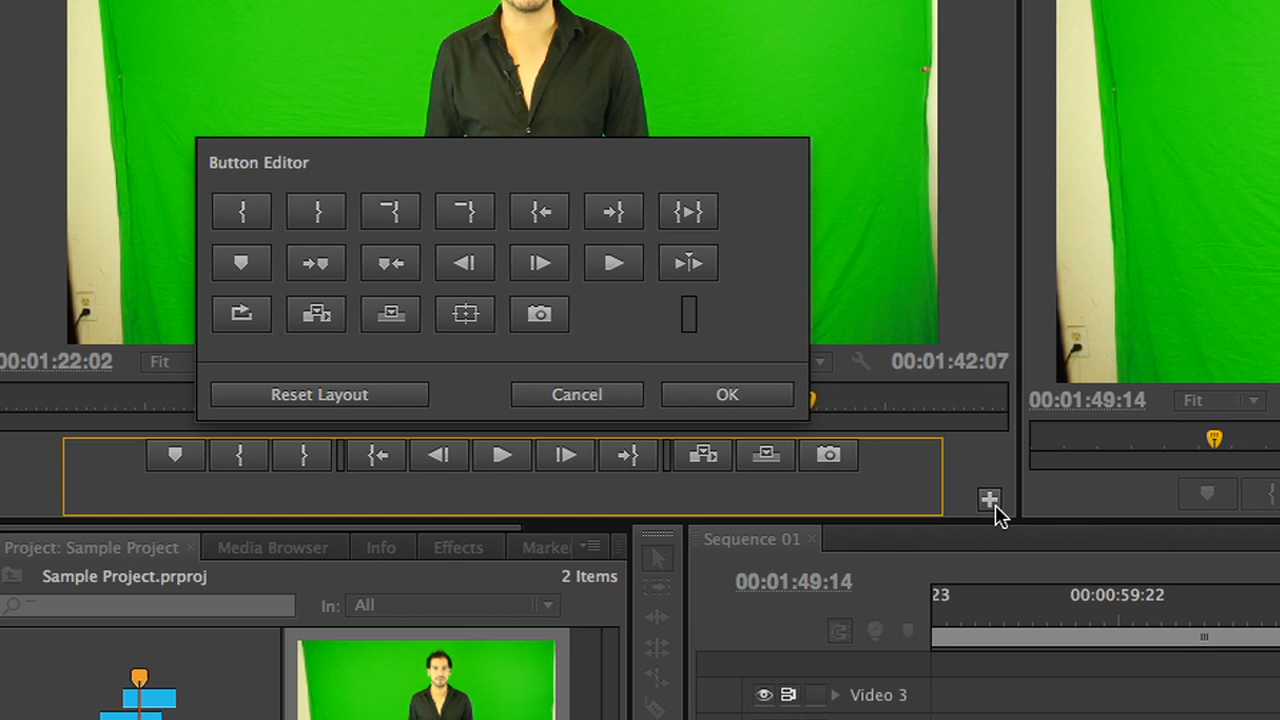 Button Editor
00:01:22:02
Fit
00:01:42:07
Reset Layout
Cancel
OK
00:01:49:14
Fit
Project: Sample Project
Media Browser
Info
Effects
Marke
Sequence 01
Sample Project.prproj
2 Items
In:
All
00:01:49:14
23
00:00:59:22
Video 3